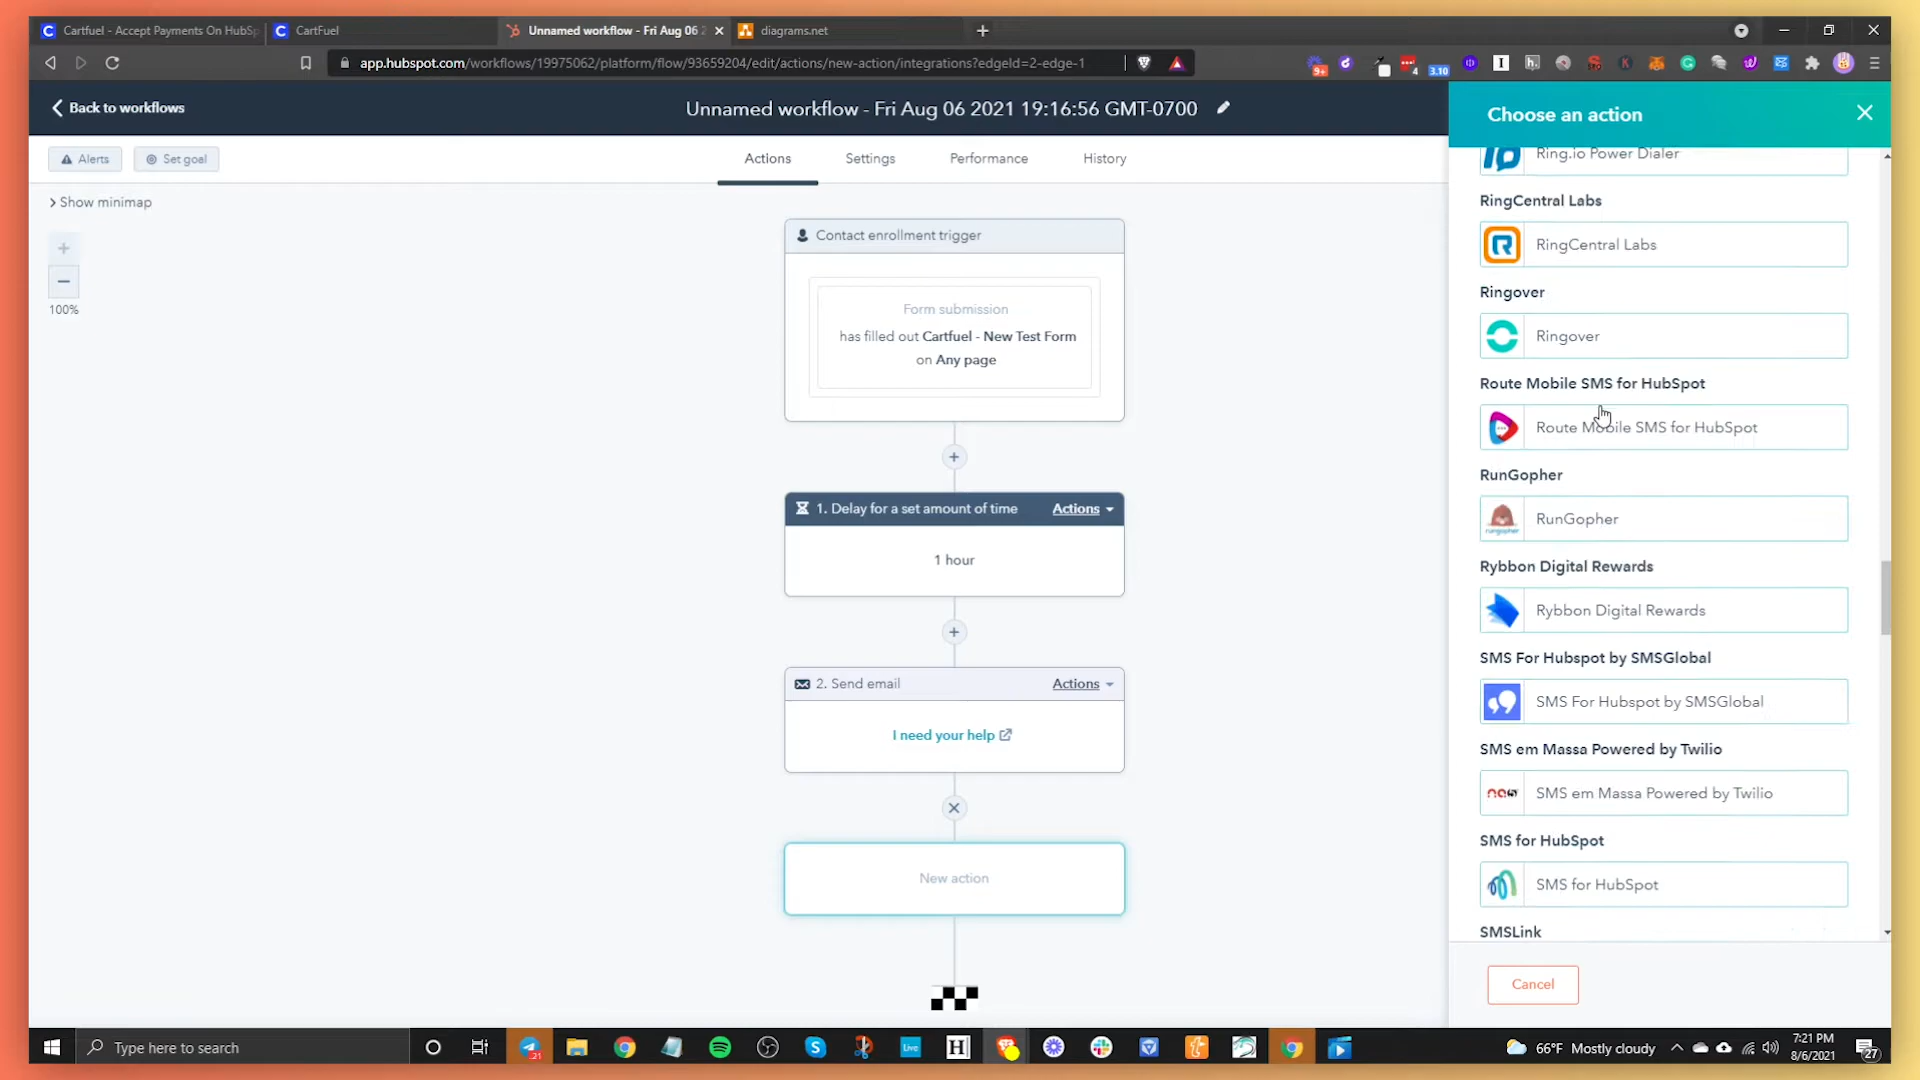 Cartfuel - Accept Payments On HubSp
CartFuel
Unnamed workflow - Fri Aug 06 2
diagrams.net
app.hubspot.com/workflows/19975062/platform/flow/93659204/edit/actions/new-action/integrations?edgeId=2-edge-1
9+
4
3.10
Back to workflows
Unnamed workflow - Fri Aug 06 2021 19:16:56 GMT-0700
Choose an action
Alerts
Set goal
Actions
Settings
Performance
History
Show minimap
100%
Contact enrollment trigger
Form submission
has filled out Cartfuel - New Test Form
on Any page
1. Delay for a set amount of time
Actions
1 hour
2. Send email
Actions
I need your help
New action
Ring.io Power Dialer
RingCentral Labs
RingCentral Labs
Ringover
Ringover
Route Mobile SMS for HubSpot
Route Mobile SMS for HubSpot
RunGopher
RunGopher
Rybbon Digital Rewards
Rybbon Digital Rewards
SMS For Hubspot by SMSGlobal
SMS For Hubspot by SMSGlobal
SMS em Massa Powered by Twilio
SMS em Massa Powered by Twilio
SMS for HubSpot
SMS for HubSpot
SMSLink
Cancel
Type here to search
21
Live
H
66°F Mostly cloudy
7:21 PM
8/6/2021
27